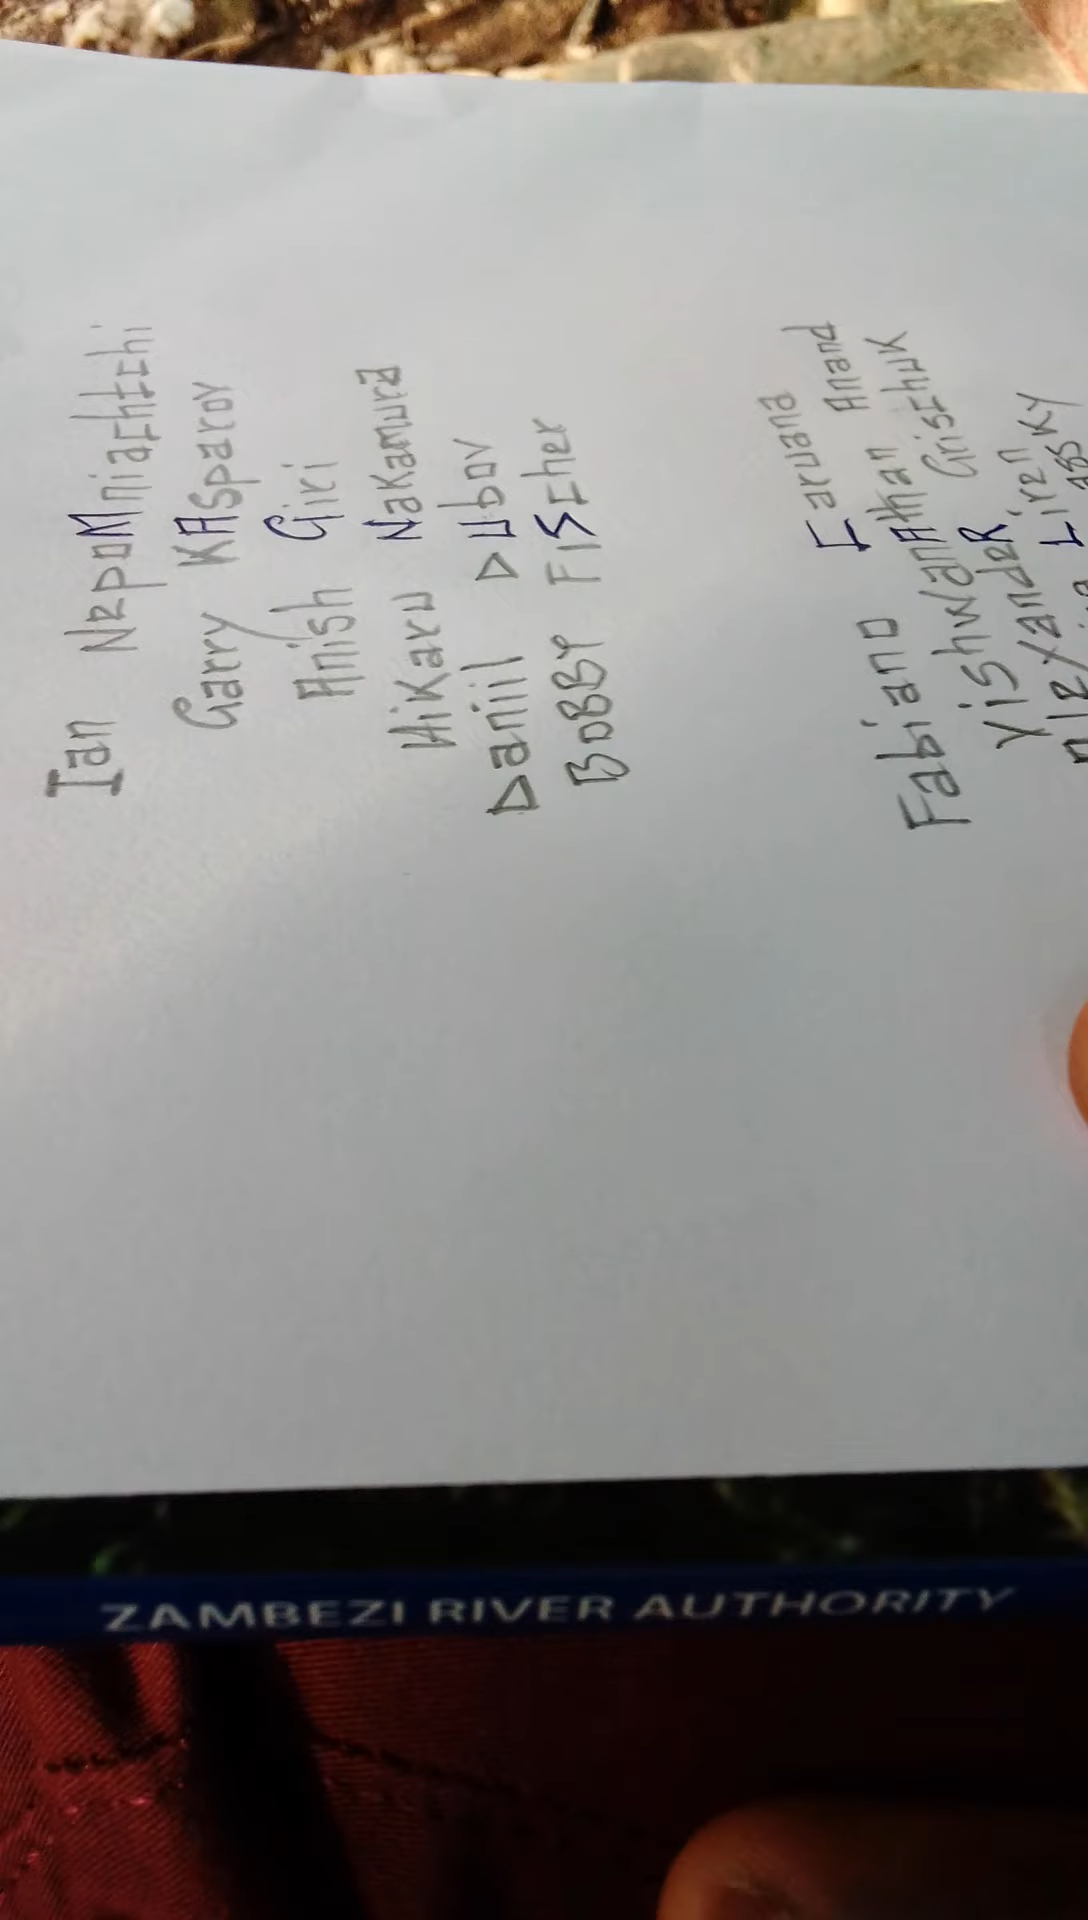 Ian NepoMniachtchi
Garry KAsparov
Anish Giri
Hikaru Nakamura
Daniil DUbov
BOBBY FISCher
Fabiano Caruana
VishwanAthan Anand
AlexandeR Grischuk
Liren
ZAMBEZI RIVER AUTHORITY